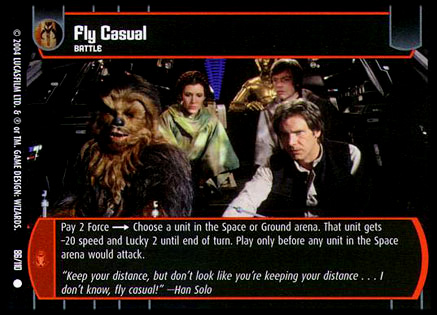 Fly Casual
BATTLE
© 2004 LUCASFILM LTD. & ® or TM. GAME DESIGN: WIZARDS.
86/110
Pay 2 Force → Choose a unit in the Space or Ground arena. That unit gets
-20 speed and Lucky 2 until end of turn. Play only before any unit in the Space
arena would attack.
"Keep your distance, but don't look like you're keeping your distance . . . I
don't know, fly casual!" —Han Solo